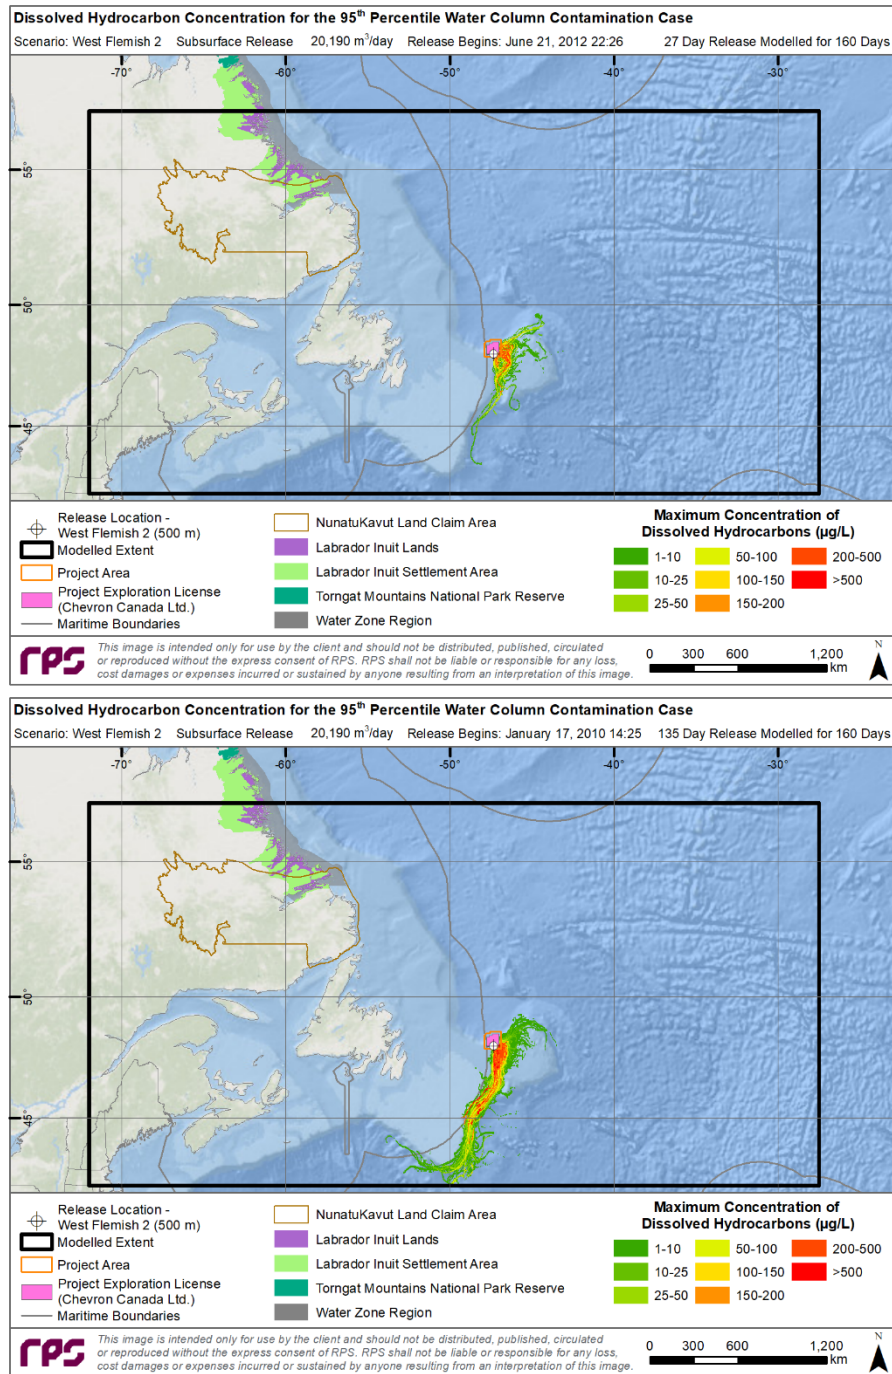 Dissolved Hydrocarbon Concentration for the 95th Percentile Water Column Contamination Case
Scenario: West Flemish 2 Subsurface Release 20,190 m³/day Release Begins: June 21, 2012 22:26 27 Day Release Modelled for 160 Days
-70° -60° -50° -40° -30°
55
50
45
Release Location -
West Flemish 2 (500 m)
Modelled Extent
Project Area
Project Exploration License
(Chevron Canada Ltd.)
Maritime Boundaries
NunatuKavut Land Claim Area
Labrador Inuit Lands
Labrador Inuit Settlement Area
Torngat Mountains National Park Reserve
Water Zone Region
Maximum Concentration of
Dissolved Hydrocarbons (µg/L)
1-10 50-100 200-500
10-25 100-150 >500
25-50 150-200
rps
This image is intended only for use by the client and should not be distributed, published, circulated
or reproduced without the express consent of RPS. RPS shall not be liable or responsible for any loss,
cost damages or expenses incurred or sustained by anyone resulting from an interpretation of this image.
0 300 600 1,200
km
N
Dissolved Hydrocarbon Concentration for the 95th Percentile Water Column Contamination Case
Scenario: West Flemish 2 Subsurface Release 20,190 m³/day Release Begins: January 17, 2010 14:25 135 Day Release Modelled for 160 Days
-70° -60° -50° -40° -30°
55
50
45
Release Location -
West Flemish 2 (500 m)
Modelled Extent
Project Area
Project Exploration License
(Chevron Canada Ltd.)
Maritime Boundaries
NunatuKavut Land Claim Area
Labrador Inuit Lands
Labrador Inuit Settlement Area
Torngat Mountains National Park Reserve
Water Zone Region
Maximum Concentration of
Dissolved Hydrocarbons (µg/L)
1-10 50-100 200-500
10-25 100-150 >500
25-50 150-200
rps
This image is intended only for use by the client and should not be distributed, published, circulated
or reproduced without the express consent of RPS. RPS shall not be liable or responsible for any loss,
cost damages or expenses incurred or sustained by anyone resulting from an interpretation of this image.
0 300 600 1,200
km
N